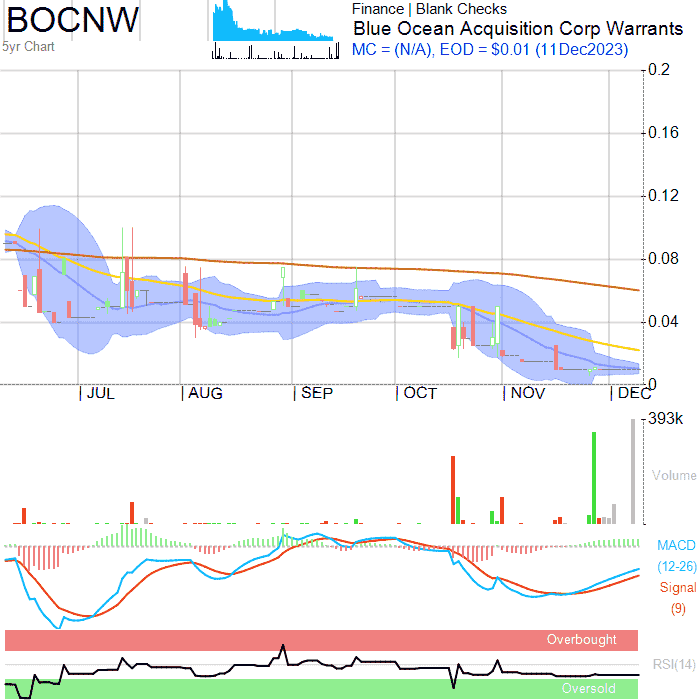 BOCNW
5yr Chart
Finance | Blank Checks
Blue Ocean Acquisition Corp Warrants
MC = (N/A), EOD = $0.01 (11Dec2023)
0.2
0.16
0.12
0.08
0.04
0
| JUL | AUG | SEP | OCT | NOV | DEC
393k
Volume
MACD
(12-26)
Signal
(9)
Overbought
RSI(14)
Oversold